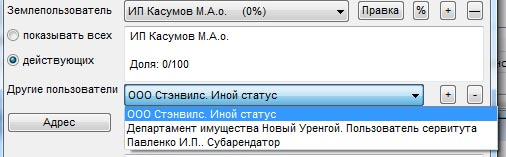 Землепользователь ИП Касумов М.А.о. (0%) Правка % + —
показывать всех
ИП Касумов М.А.о.
действующих
Доля: 0/100
Другие пользователи ООО Стэнвилс. Иной статус + —
ООО Стэнвилс. Иной статус
Адрес
Департамент имущества Новый Уренгой. Пользователь сервитута
Павленко И.П.. Субарендатор